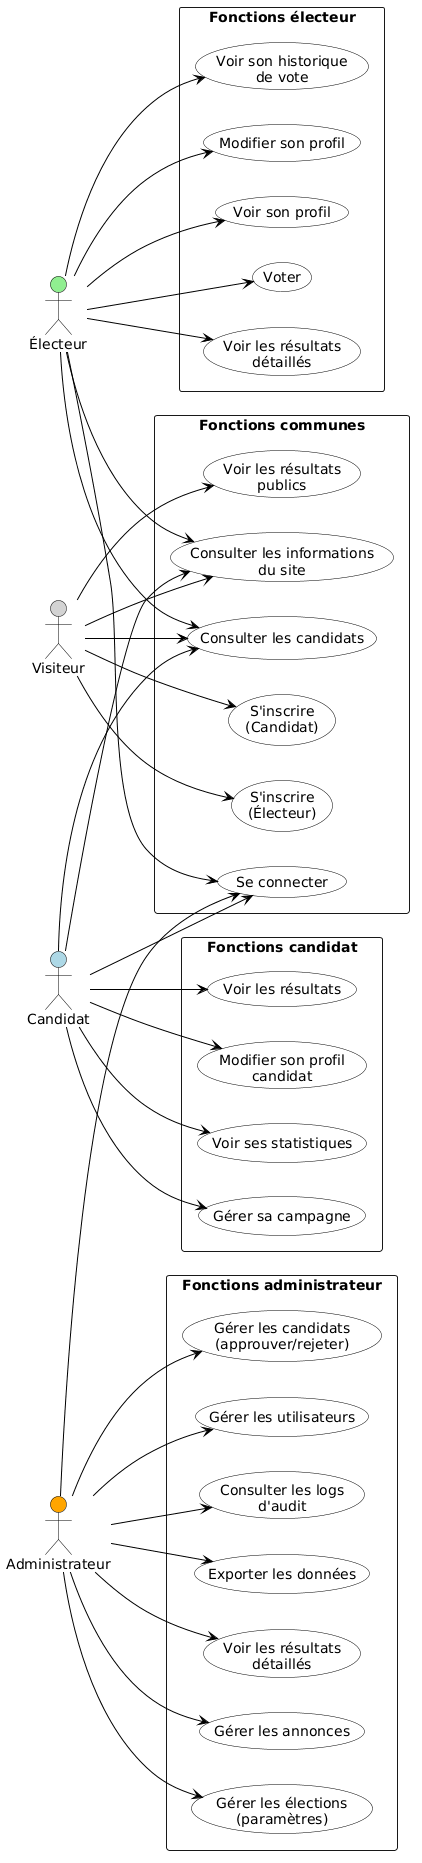 Fonctions électeur
Voir son historique
de vote
Modifier son profil
Voir son profil
Voter
Voir les résultats
détaillés
Électeur
Fonctions communes
Voir les résultats
publics
Consulter les informations
du site
Consulter les candidats
S'inscrire
(Candidat)
S'inscrire
(Électeur)
Se connecter
Visiteur
Fonctions candidat
Voir les résultats
Modifier son profil
candidat
Voir ses statistiques
Gérer sa campagne
Candidat
Fonctions administrateur
Gérer les candidats
(approuver/rejeter)
Gérer les utilisateurs
Consulter les logs
d'audit
Exporter les données
Voir les résultats
détaillés
Gérer les annonces
Gérer les élections
(paramètres)
Administrateur